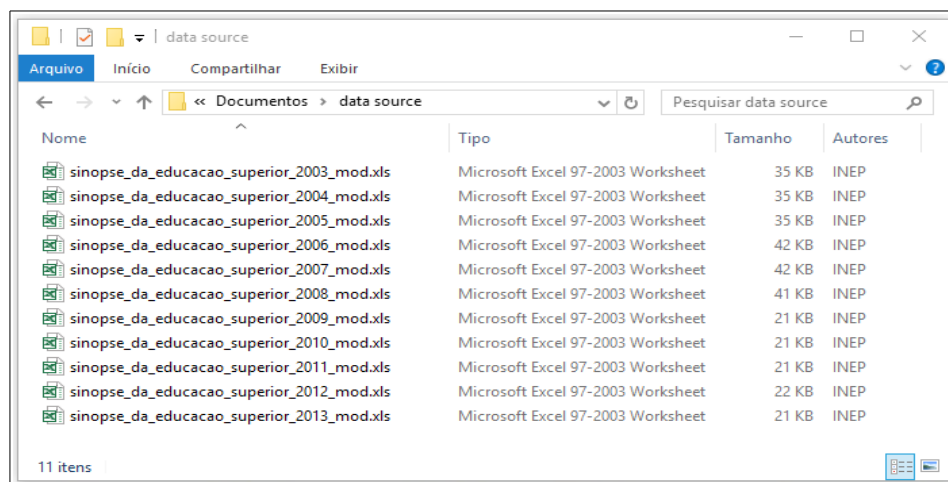 data source
Arquivo Início Compartilhar Exibir
« Documentos › data source Pesquisar data source
Nome Tipo Tamanho Autores
sinopse_da_educacao_superior_2003_mod.xls Microsoft Excel 97-2003 Worksheet 35 KB INEP
sinopse_da_educacao_superior_2004_mod.xls Microsoft Excel 97-2003 Worksheet 35 KB INEP
sinopse_da_educacao_superior_2005_mod.xls Microsoft Excel 97-2003 Worksheet 35 KB INEP
sinopse_da_educacao_superior_2006_mod.xls Microsoft Excel 97-2003 Worksheet 42 KB INEP
sinopse_da_educacao_superior_2007_mod.xls Microsoft Excel 97-2003 Worksheet 42 KB INEP
sinopse_da_educacao_superior_2008_mod.xls Microsoft Excel 97-2003 Worksheet 41 KB INEP
sinopse_da_educacao_superior_2009_mod.xls Microsoft Excel 97-2003 Worksheet 21 KB INEP
sinopse_da_educacao_superior_2010_mod.xls Microsoft Excel 97-2003 Worksheet 21 KB INEP
sinopse_da_educacao_superior_2011_mod.xls Microsoft Excel 97-2003 Worksheet 21 KB INEP
sinopse_da_educacao_superior_2012_mod.xls Microsoft Excel 97-2003 Worksheet 22 KB INEP
sinopse_da_educacao_superior_2013_mod.xls Microsoft Excel 97-2003 Worksheet 21 KB INEP
11 itens